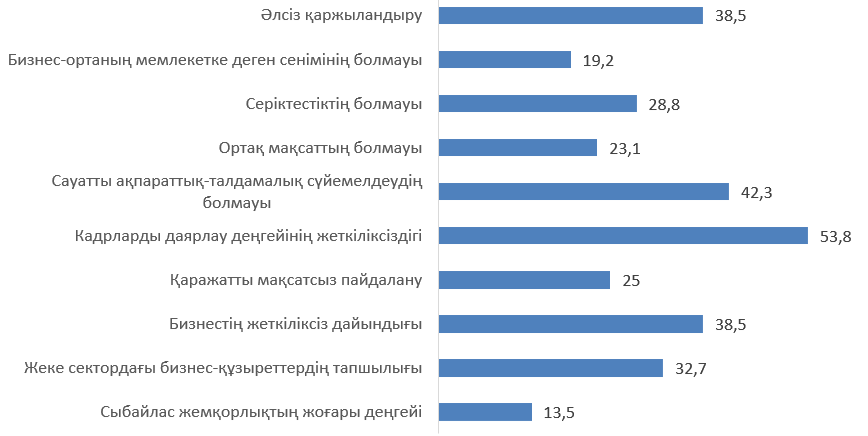 Әлсіз қаржыландыру 38,5
Бизнес-ортаның мемлекетке деген сенімінің болмауы 19,2
Серіктестіктің болмауы 28,8
Ортақ мақсаттың болмауы 23,1
Сауатты ақпараттық-талдамалық сүйемелдеудің
болмауы 42,3
Кадрларды даярлау деңгейінің жеткіліксіздігі 53,8
Қаражатты мақсатсыз пайдалану 25
Бизнестің жеткіліксіз дайындығы 38,5
Жеке сектордағы бизнес-құзыреттердің тапшылығы 32,7
Сыбайлас жемқорлықтың жоғары деңгейі 13,5